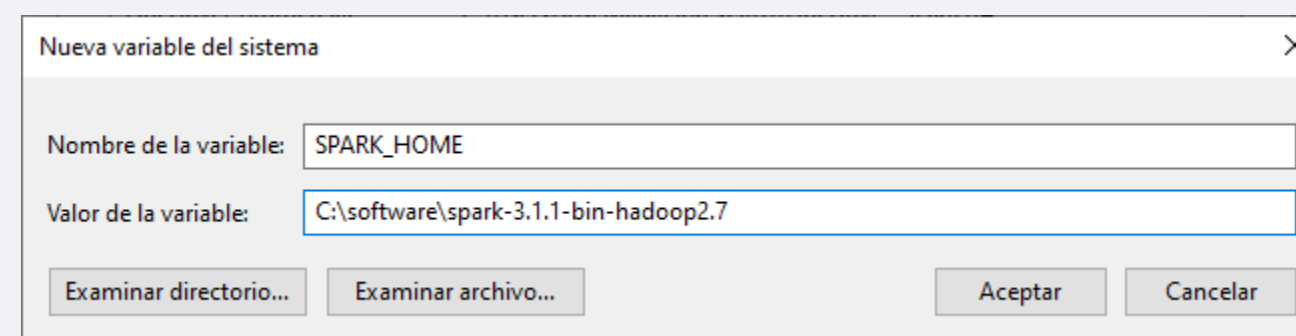 Nueva variable del sistema
Nombre de la variable: SPARK_HOME
Valor de la variable: C:\software\spark-3.1.1-bin-hadoop2.7
Examinar directorio... Examinar archivo... Aceptar Cancelar